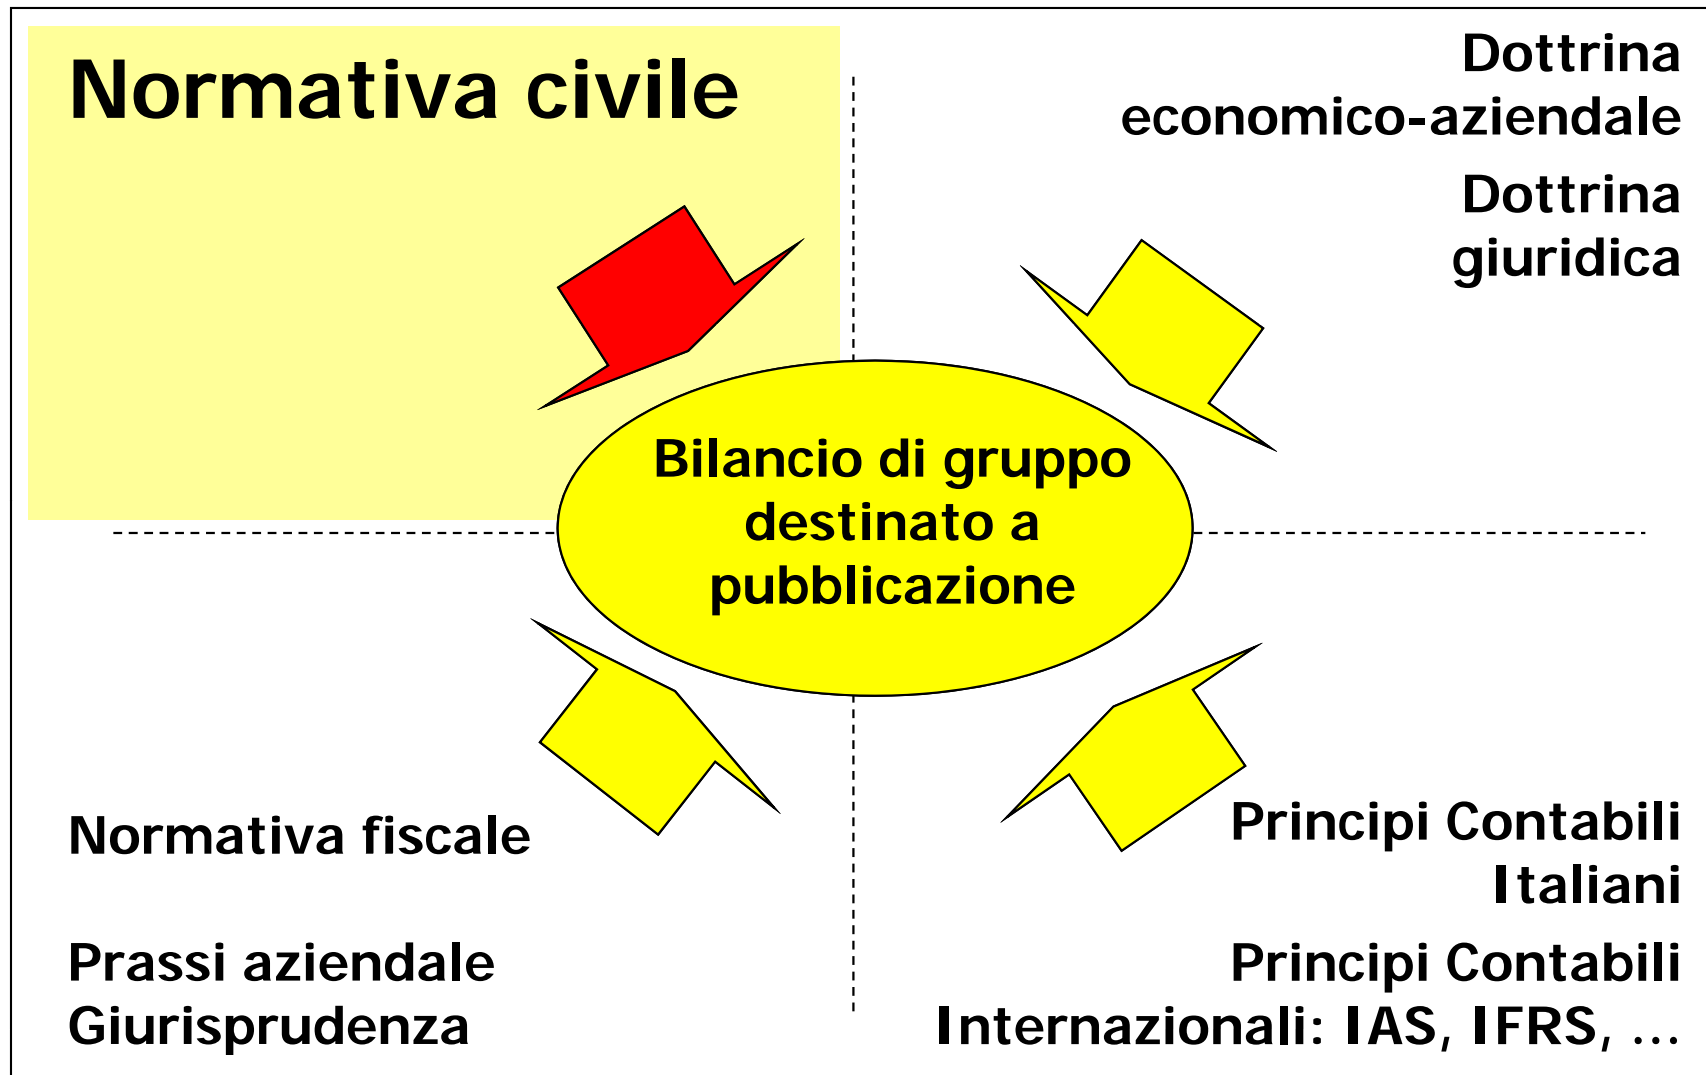 Normativa civile
Dottrina
economico-aziendale
Dottrina
giuridica
Bilancio di gruppo
destinato a
pubblicazione
Normativa fiscale
Prassi aziendale
Giurisprudenza
Principi Contabili
Italiani
Principi Contabili
Internazionali: IAS, IFRS, ...